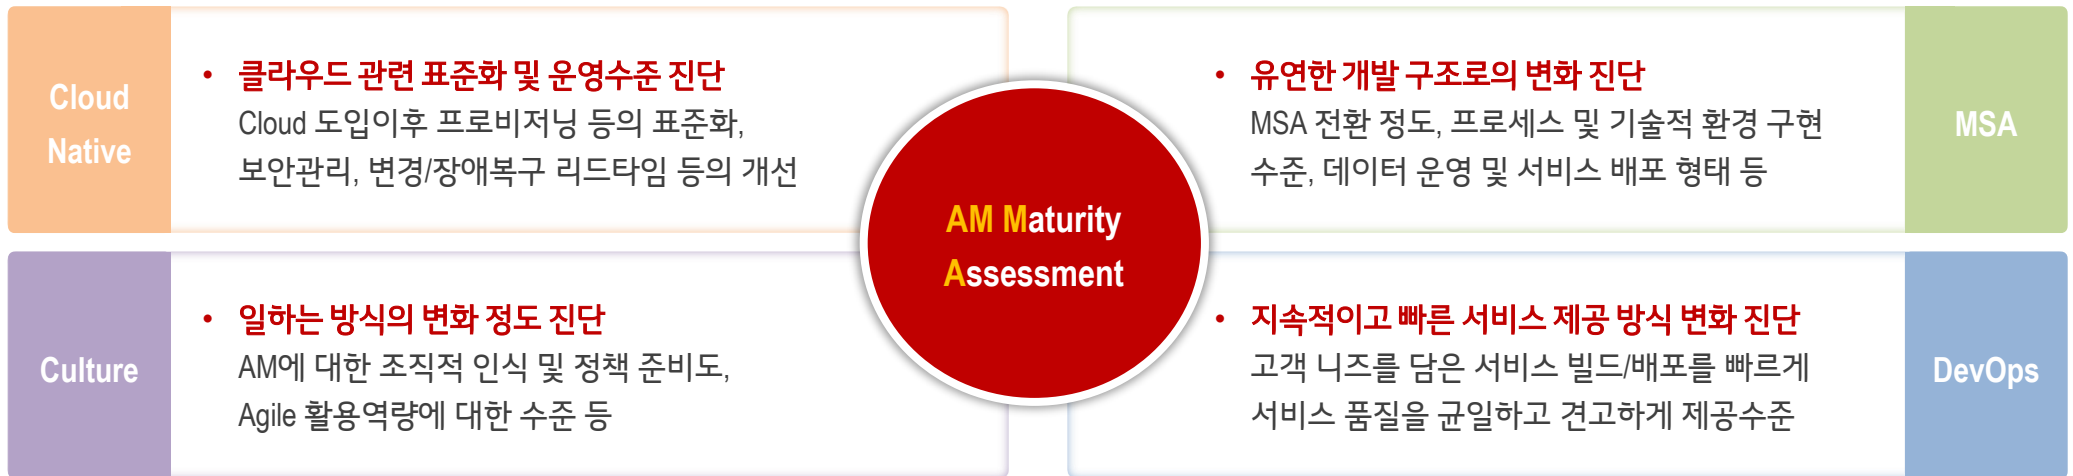 Cloud
Native
• 클라우드 관련 표준화 및 운영수준 진단
Cloud 도입이후 프로비저닝 등의 표준화,
보안관리, 변경/장애복구 리드타임 등의 개선
• 유연한 개발 구조로의 변화 진단
MSA 전환 정도, 프로세스 및 기술적 환경 구현
수준, 데이터 운영 및 서비스 배포 형태 등
MSA
AM Maturity
Assessment
Culture
• 일하는 방식의 변화 정도 진단
AM에 대한 조직적 인식 및 정책 준비도,
Agile 활용역량에 대한 수준 등
• 지속적이고 빠른 서비스 제공 방식 변화 진단
고객 니즈를 담은 서비스 빌드/배포를 빠르게
서비스 품질을 균일하고 견고하게 제공수준
DevOps